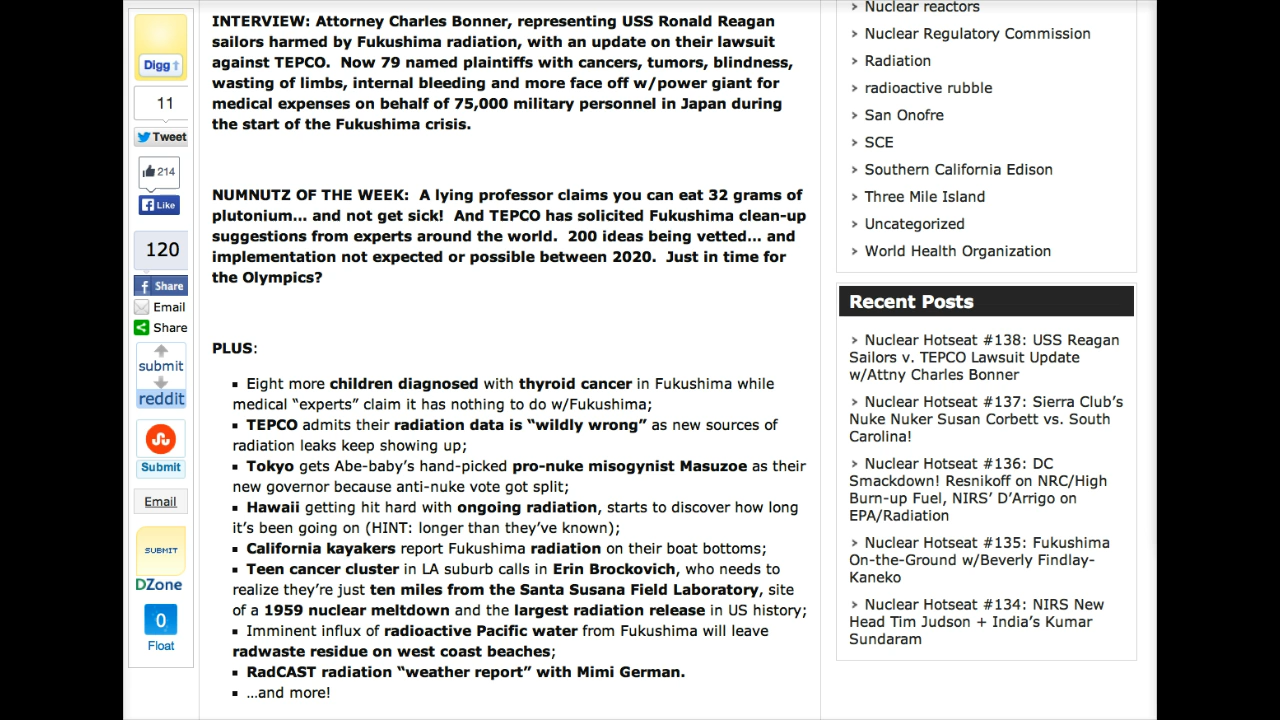 INTERVIEW: Attorney Charles Bonner, representing USS Ronald Reagan
sailors harmed by Fukushima radiation, with an update on their lawsuit
against TEPCO.  Now 79 named plaintiffs with cancers, tumors, blindness,
wasting of limbs, internal bleeding and more face off w/power giant for
medical expenses on behalf of 75,000 military personnel in Japan during
the start of the Fukushima crisis.
NUMNUTZ OF THE WEEK:  A lying professor claims you can eat 32 grams of
plutonium... and not get sick!  And TEPCO has solicited Fukushima clean-up
suggestions from experts around the world.  200 ideas being vetted... and
implementation not expected or possible between 2020.  Just in time for
the Olympics?
PLUS:
▪ Eight more children diagnosed with thyroid cancer in Fukushima while
medical “experts” claim it has nothing to do w/Fukushima;
▪ TEPCO admits their radiation data is “wildly wrong” as new sources of
radiation leaks keep showing up;
▪ Tokyo gets Abe-baby’s hand-picked pro-nuke misogynist Masuzoe as their
new governor because anti-nuke vote got split;
▪ Hawaii getting hit hard with ongoing radiation, starts to discover how long
it’s been going on (HINT: longer than they’ve known);
▪ California kayakers report Fukushima radiation on their boat bottoms;
▪ Teen cancer cluster in LA suburb calls in Erin Brockovich, who needs to
realize they’re just ten miles from the Santa Susana Field Laboratory, site
of a 1959 nuclear meltdown and the largest radiation release in US history;
▪ Imminent influx of radioactive Pacific water from Fukushima will leave
radwaste residue on west coast beaches;
▪ RadCAST radiation “weather report” with Mimi German.
▪ …and more!
Digg
11
Tweet
214
Like
120
Share
Email
Share
submit
reddit
Submit
Email
SUBMIT
DZone
0
Float
> Nuclear reactors
> Nuclear Regulatory Commission
> Radiation
> radioactive rubble
> San Onofre
> SCE
> Southern California Edison
> Three Mile Island
> Uncategorized
> World Health Organization
Recent Posts
> Nuclear Hotseat #138: USS Reagan
Sailors v. TEPCO Lawsuit Update
w/Attny Charles Bonner
> Nuclear Hotseat #137: Sierra Club’s
Nuke Nuker Susan Corbett vs. South
Carolina!
> Nuclear Hotseat #136: DC
Smackdown! Resnikoff on NRC/High
Burn-up Fuel, NIRS’ D’Arrigo on
EPA/Radiation
> Nuclear Hotseat #135: Fukushima
On-the-Ground w/Beverly Findlay-
Kaneko
> Nuclear Hotseat #134: NIRS New
Head Tim Judson + India’s Kumar
Sundaram